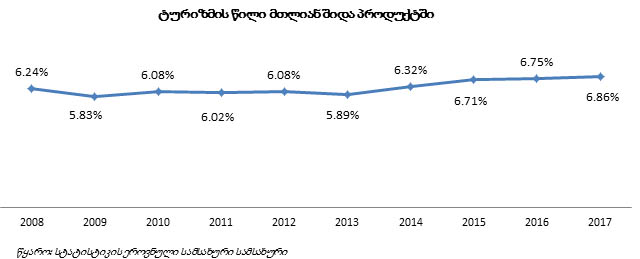 ტურიზმის წილი მთლიან შიდა პროდუქტში
6.24% 5.83% 6.08% 6.02% 6.08% 5.89% 6.32% 6.71% 6.75% 6.86%
2008 2009 2010 2011 2012 2013 2014 2015 2016 2017
წყარო: სტატისტიკის ეროვნული სამსახური სამსახური